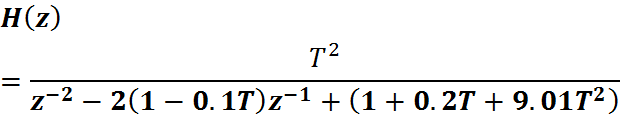 H(z)
= T² / z⁻² − 2(1 − 0.1T)z⁻¹ + (1 + 0.2T + 9.01T²)